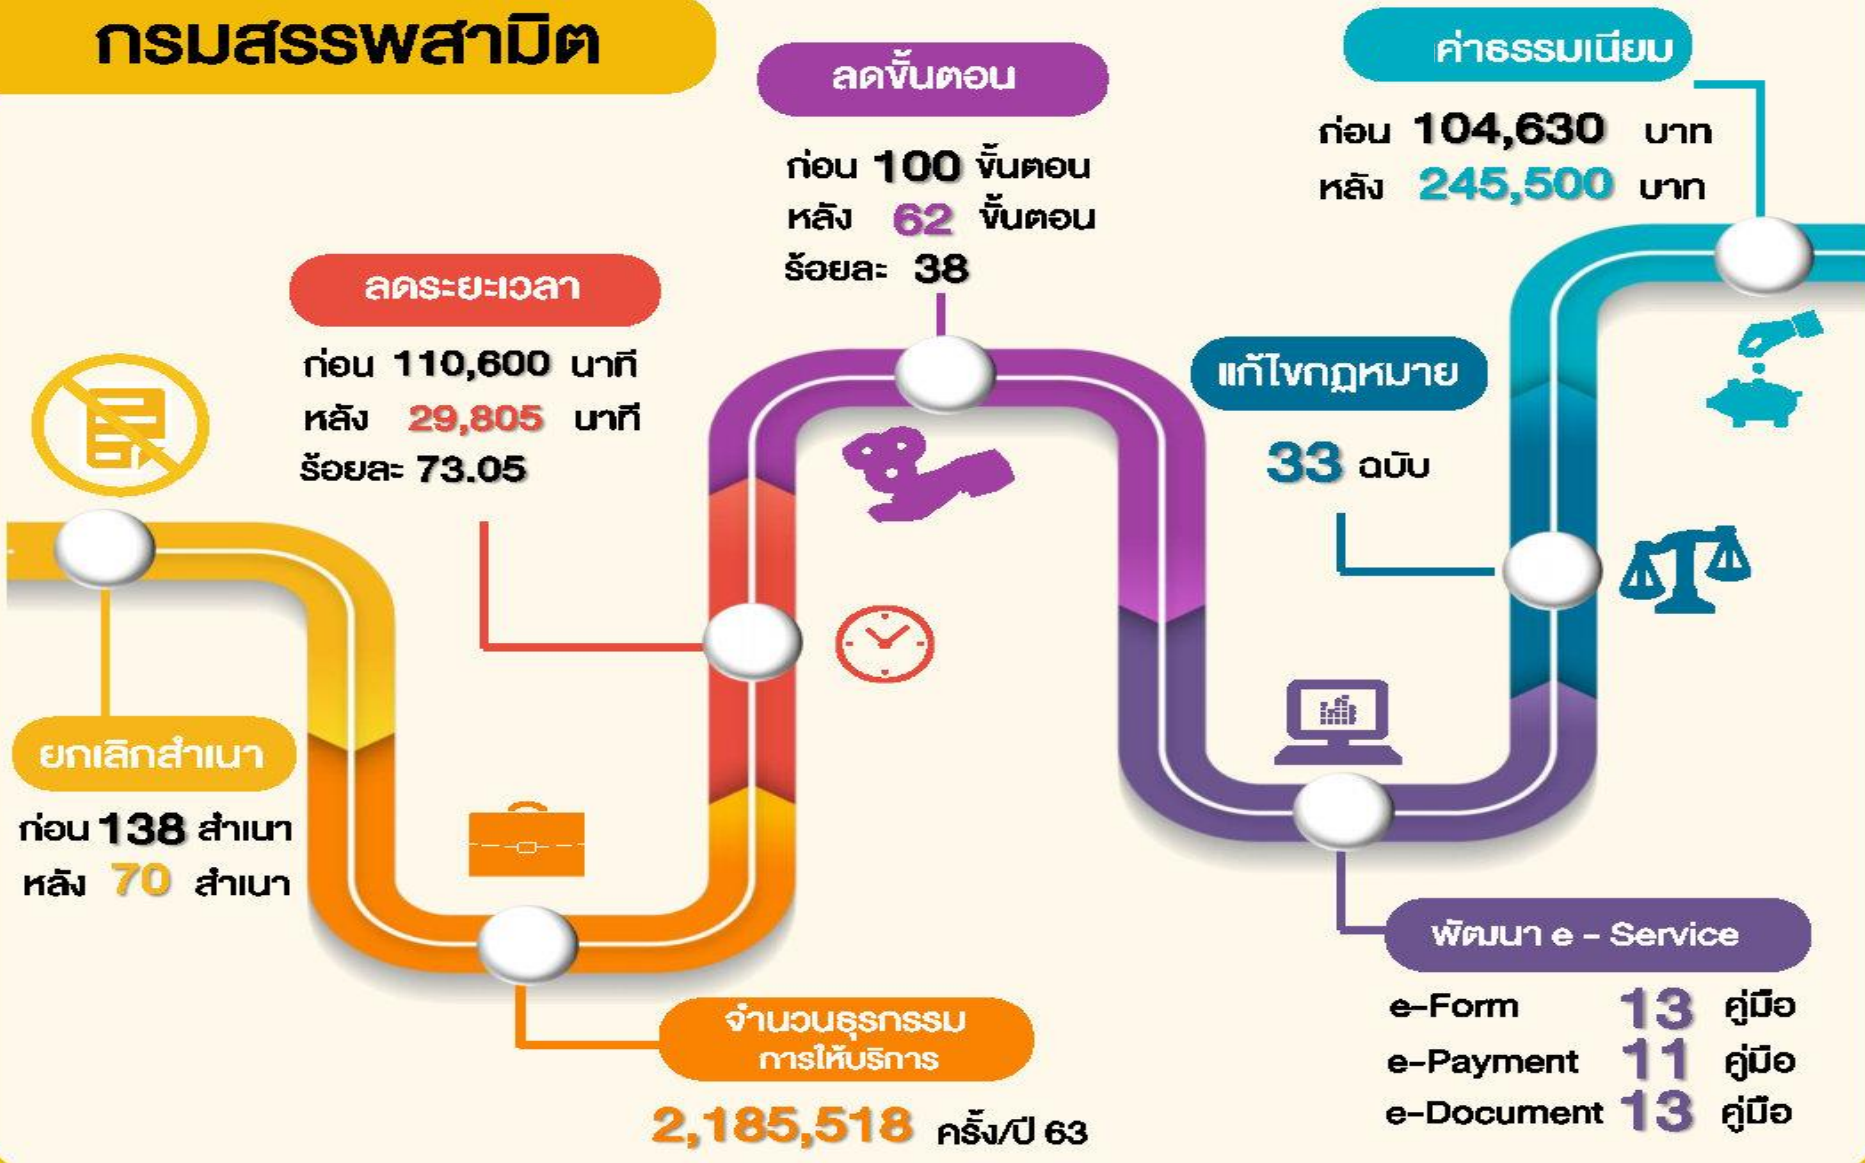 กรมสรรพสามิต
ยกเลิกสำเนา
ก่อน 138 สำเนา
หลัง 70 สำเนา
จำนวนธุรกรรม
การให้บริการ
2,185,518 ครั้ง/ปี 63
ลดระยะเวลา
ก่อน 110,600 นาที
หลัง 29,805 นาที
ร้อยละ 73.05
ลดขั้นตอน
ก่อน 100 ขั้นตอน
หลัง 62 ขั้นตอน
ร้อยละ 38
พัฒนา e - Service
e-Form 13 คู่มือ
e-Payment 11 คู่มือ
e-Document 13 คู่มือ
แก้ไขกฎหมาย
33 ฉบับ
ค่าธรรมเนียม
ก่อน 104,630 บาท
หลัง 245,500 บาท